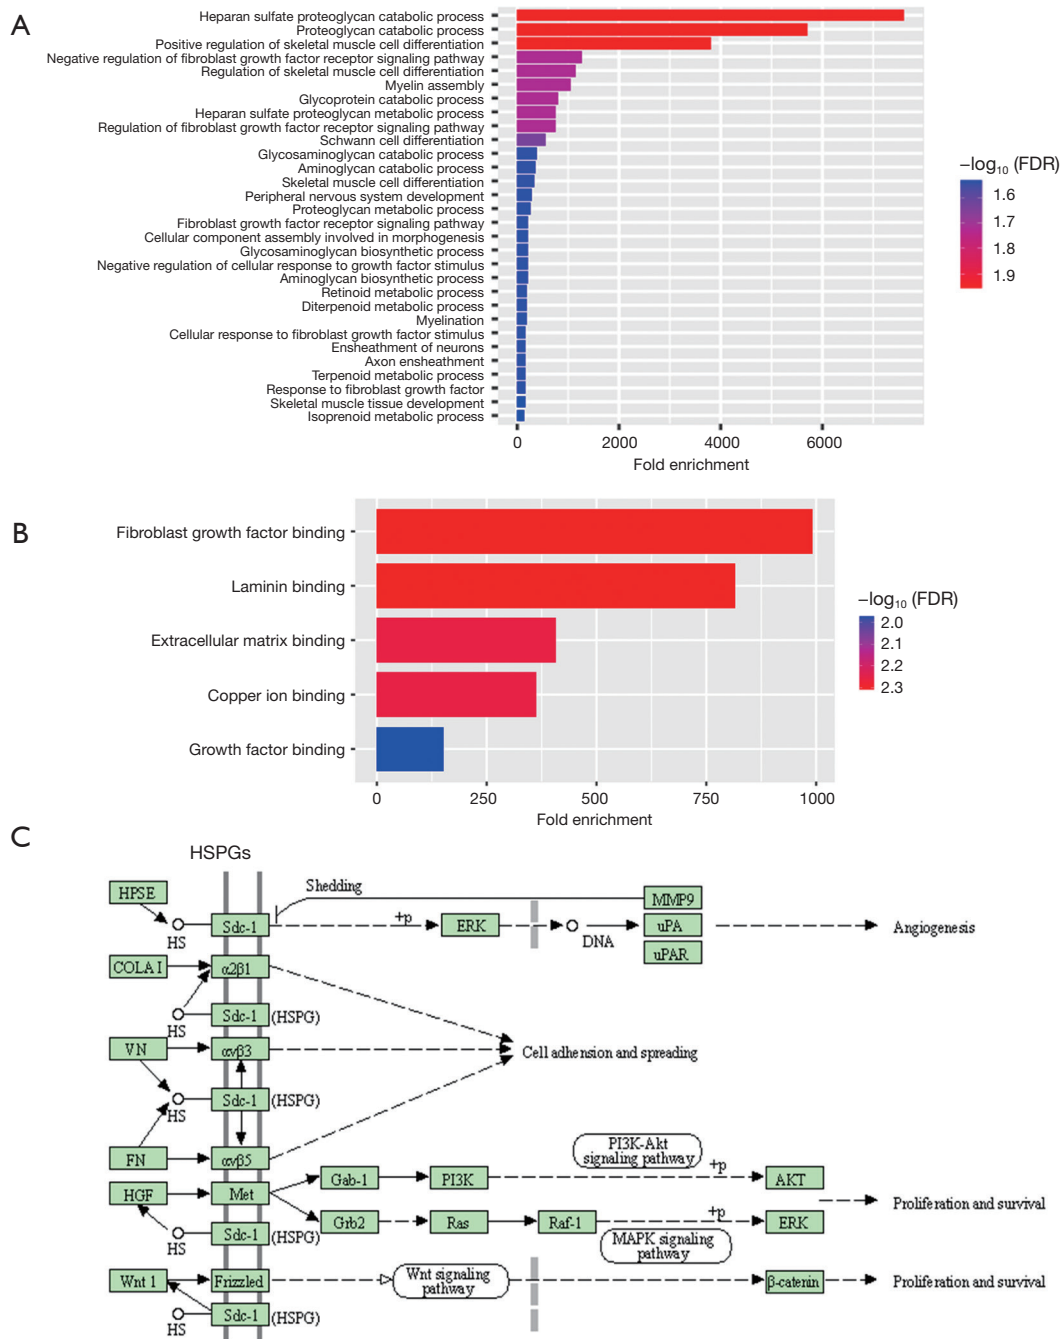 A
Heparan sulfate proteoglycan catabolic process
Proteoglycan catabolic process
Positive regulation of skeletal muscle cell differentiation
Negative regulation of fibroblast growth factor receptor signaling pathway
Regulation of skeletal muscle cell differentiation
Myelin assembly
Glycoprotein catabolic process
Heparan sulfate proteoglycan metabolic process
Regulation of fibroblast growth factor receptor signaling pathway
Schwann cell differentiation
Glycosaminoglycan catabolic process
Aminoglycan catabolic process
Skeletal muscle cell differentiation
Peripheral nervous system development
Proteoglycan metabolic process
Fibroblast growth factor receptor signaling pathway
Cellular component assembly involved in morphogenesis
Glycosaminoglycan biosynthetic process
Negative regulation of cellular response to growth factor stimulus
Aminoglycan biosynthetic process
Retinoid metabolic process
Diterpenoid metabolic process
Myelination
Cellular response to fibroblast growth factor stimulus
Ensheathment of neurons
Axon ensheathment
Terpenoid metabolic process
Response to fibroblast growth factor
Skeletal muscle tissue development
Isoprenoid metabolic process
0 2000 4000 6000
Fold enrichment
−log10 (FDR)
1.6
1.7
1.8
1.9
B
Fibroblast growth factor binding
Laminin binding
Extracellular matrix binding
Copper ion binding
Growth factor binding
0 250 500 750 1000
Fold enrichment
−log10 (FDR)
2.0
2.1
2.2
2.3
C
HSPGs
HPSE
Shedding
MMP9
HS
Sdc-1
+p
ERK
DNA
uPA
Angiogenesis
uPAR
COLA I
α2β1
HS
Sdc-1 (HSPG)
VN
αvβ3
Cell adhension and spreading
HS
Sdc-1 (HSPG)
FN
αvβ5
PI3K-Akt
signaling pathway
Gab-1
PI3K
+p
AKT
HGF
Met
Proliferation and survival
Grb2
Ras
Raf-1
+p
ERK
HS
Sdc-1 (HSPG)
MAPK signaling
pathway
Wnt 1
Frizzled
Wnt signaling
pathway
β-catenin
Proliferation and survival
HS
Sdc-1 (HSPG)